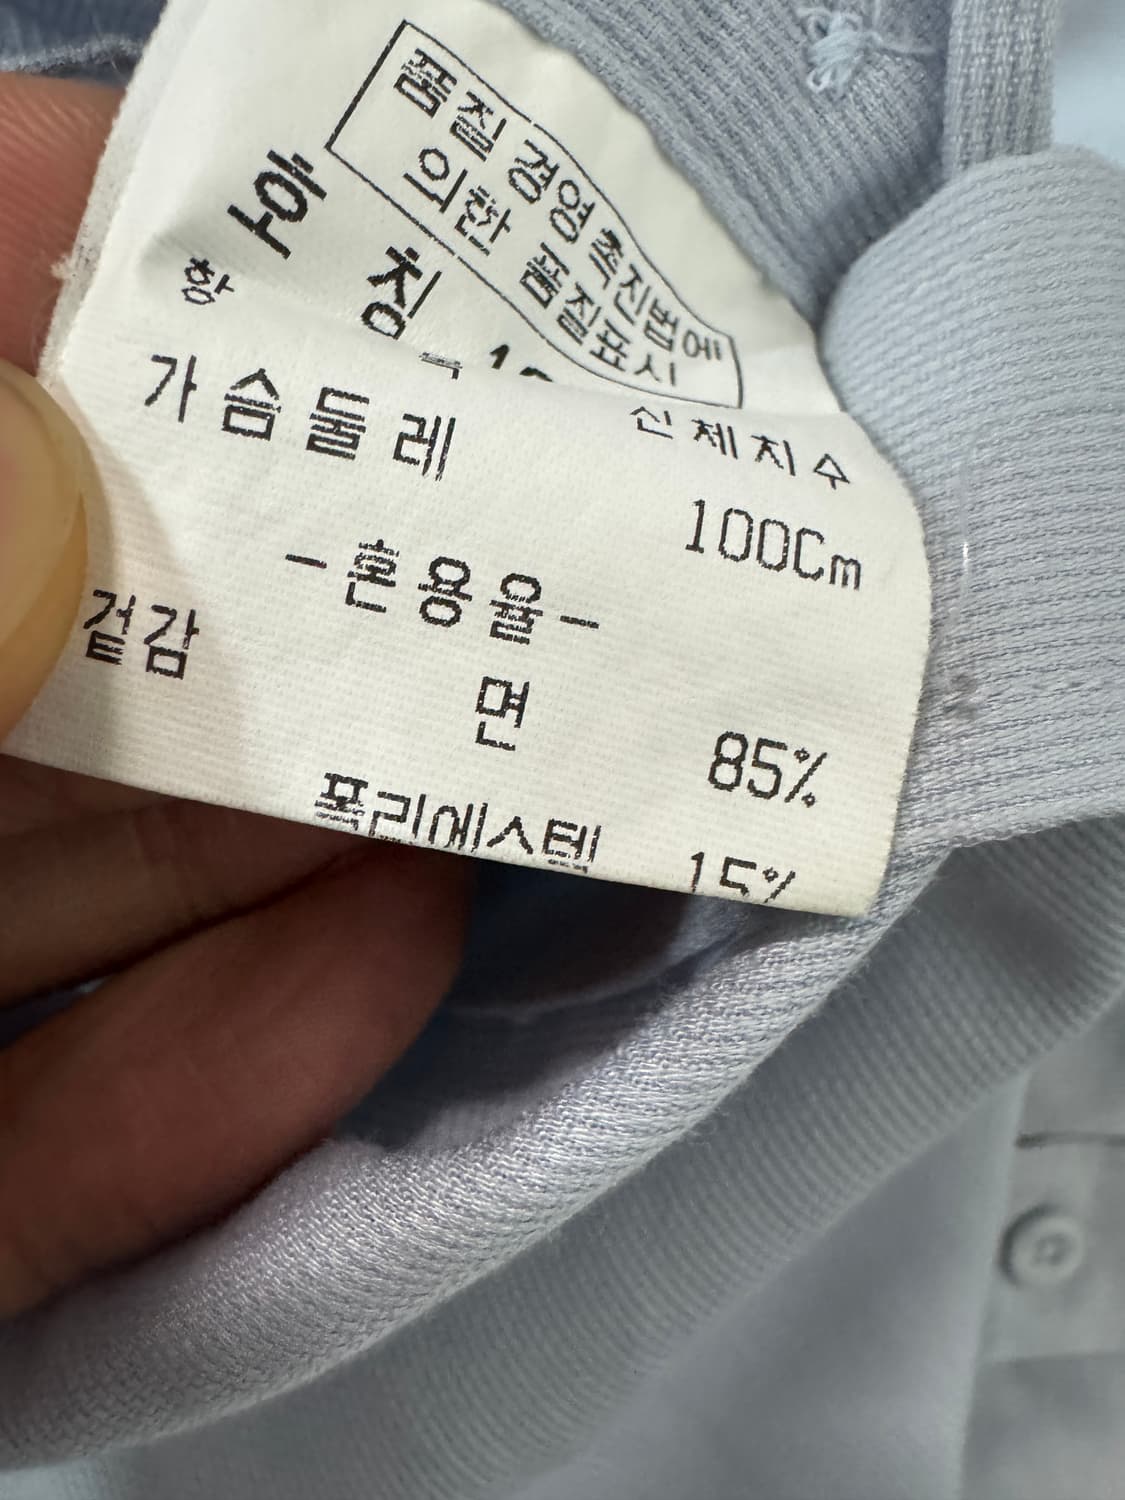 품질경영촉진법에
의한 품질표시
호 칭
항
신체치수
가슴둘레
100Cm
-혼용율-
겉감
면 85%
폴리에스텔 15%